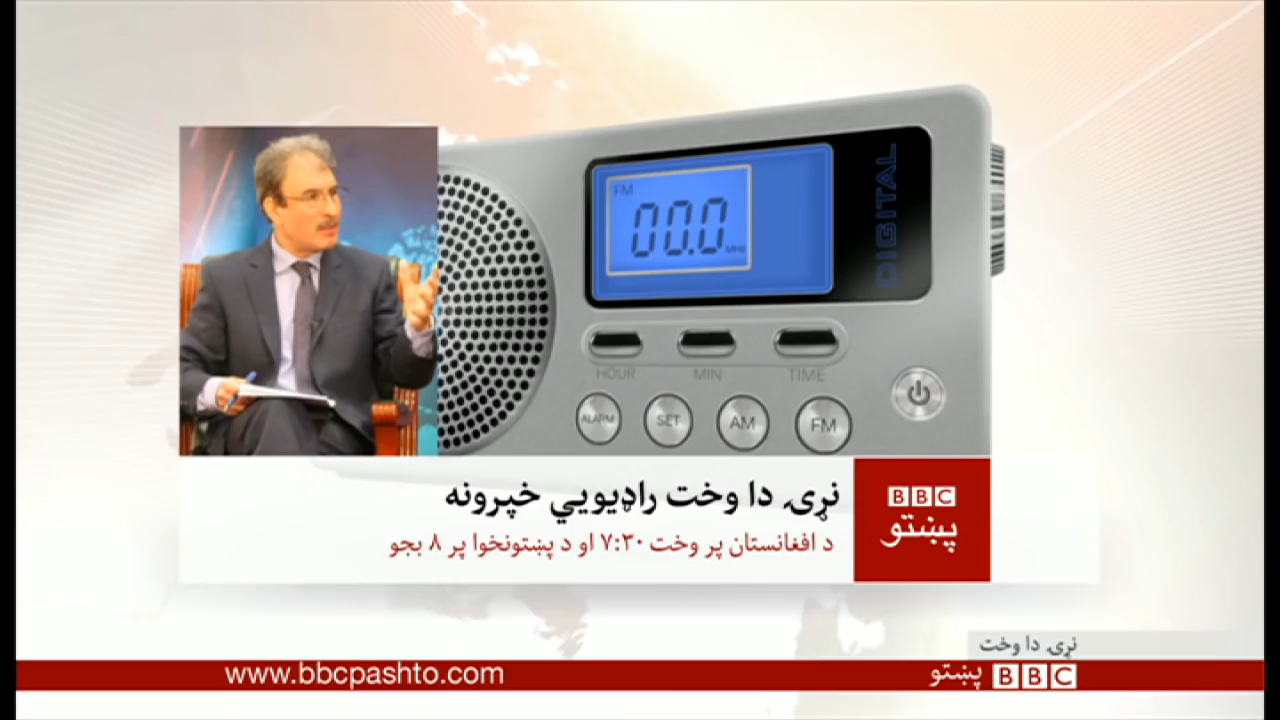 FM
00.0
MHz
DIGITAL
HOUR MIN TIME
ALARM SET AM FM
نړۍ دا وخت راډیويي خپرونه
د افغانستان پر وخت ۷:۳۰ او د پښتونخوا پر ۸ بجو
BBC
پښتو
نړۍ دا وخت
www.bbcpashto.com
BBC پښتو